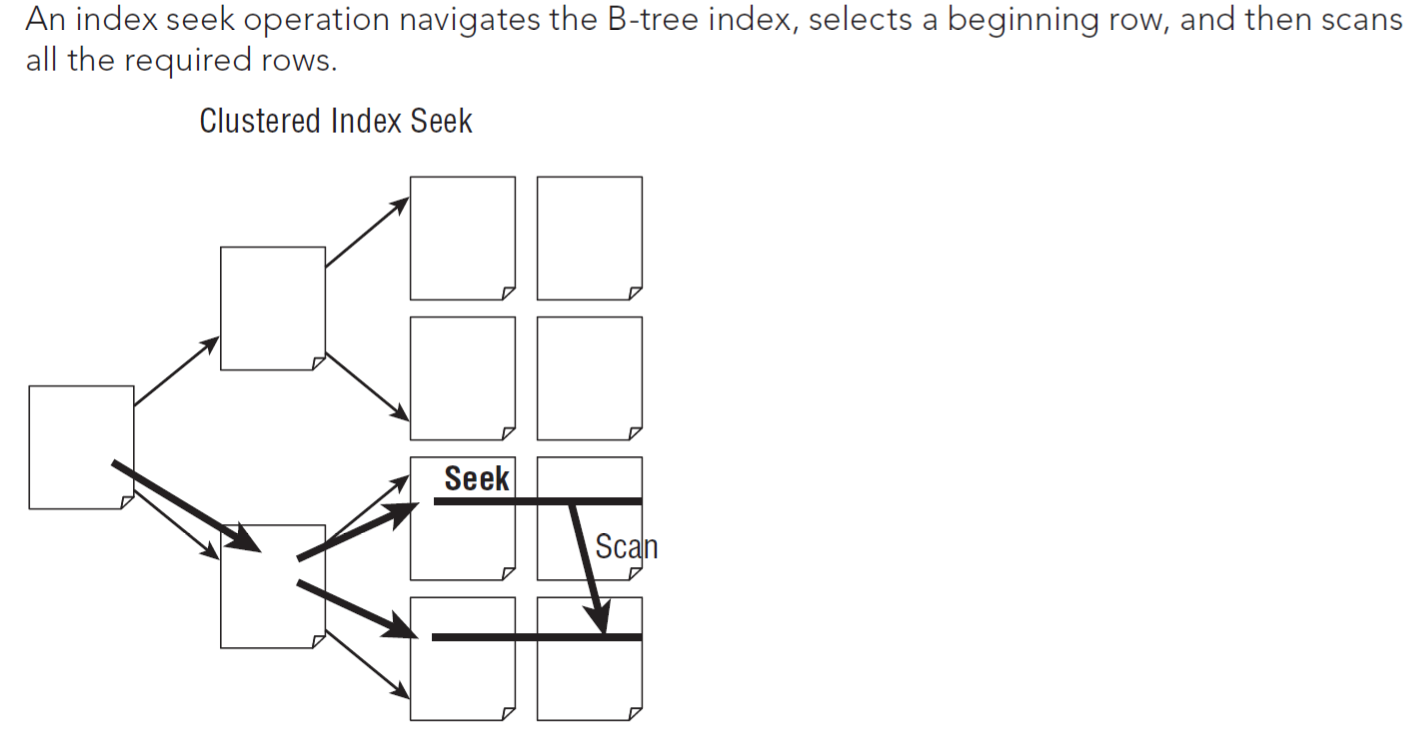 An index seek operation navigates the B-tree index, selects a beginning row, and then scans
all the required rows.
Clustered Index Seek
Seek
Scan